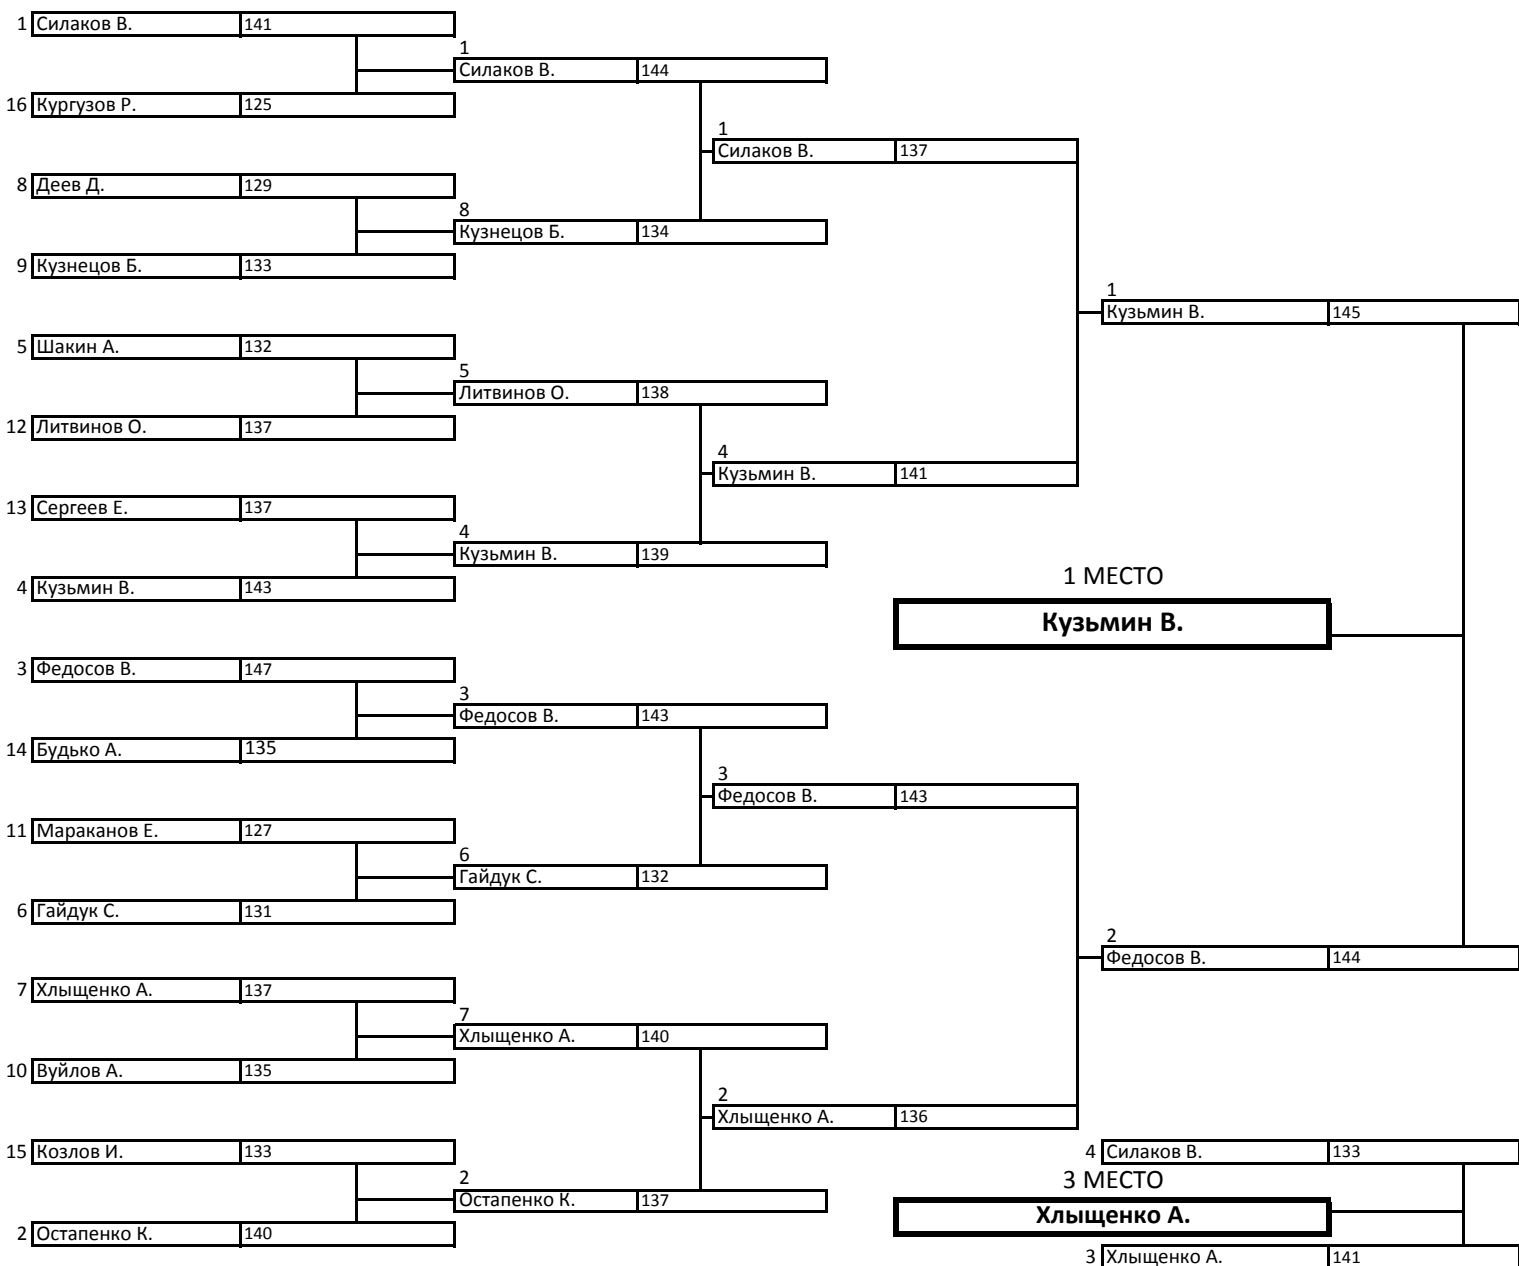 1 Силаков В. 141
1
Силаков В. 144
16 Кургузов Р. 125
1
Силаков В. 137
8 Деев Д. 129
8
Кузнецов Б. 134
9 Кузнецов Б. 133
1
Кузьмин В. 145
5 Шакин А. 132
5
Литвинов О. 138
12 Литвинов О. 137
4
Кузьмин В. 141
13 Сергеев Е. 137
4
Кузьмин В. 139
4 Кузьмин В. 143
1 МЕСТО
Кузьмин В.
3 Федосов В. 147
3
Федосов В. 143
14 Будько А. 135
3
Федосов В. 143
11 Мараканов Е. 127
6
Гайдук С. 132
6 Гайдук С. 131
2
Федосов В. 144
7 Хлыщенко А. 137
7
Хлыщенко А. 140
10 Вуйлов А. 135
2
Хлыщенко А. 136
15 Козлов И. 133
4 Силаков В. 133
2
Остапенко К. 137
3 МЕСТО
Хлыщенко А.
2 Остапенко К. 140
3 Хлыщенко А. 141